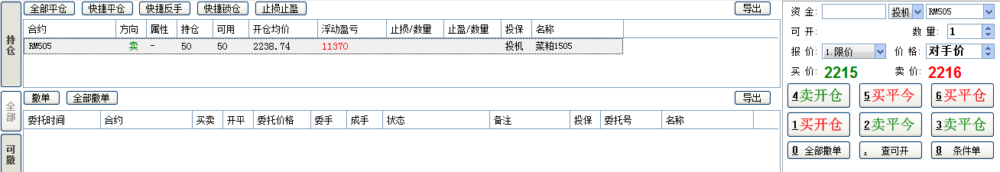 全部平仓 快捷平仓 快捷反手 快捷锁仓 止损止盈 导出
持仓
合约 方向 属性 持仓 可用 开仓均价 浮动盈亏 止损/数量 止盈/数量 投保 名称
RM505 卖 - 50 50 2238.74 11370 投机 菜粕1505
全部
撤单 全部撤单 导出
委托时间 合约 买卖 开平 委托价格 委手 成手 状态 备注 投保 委托号 名称
可撤
资金: 投机 RM505
可开: 数量: 1
报价: 1.限价 价格: 对手价
买价: 2215 卖价: 2216
4卖开仓 5买平今 6买平仓
1买开仓 2卖平今 3卖平仓
0 全部撤单 . 查可开 8 条件单